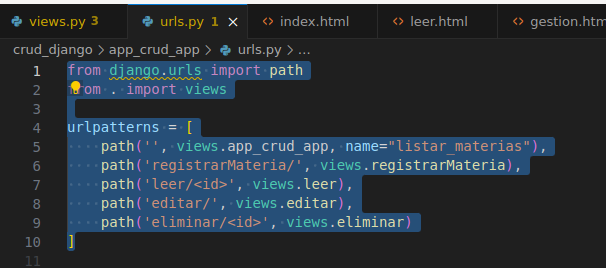 views.py 3
urls.py 1 ×
<> index.html
<> leer.html
<> gestion.htm
crud_django > app_crud_app > urls.py > ...
1 from django.urls import path
2 from . import views
3
4 urlpatterns = [
5     path('', views.app_crud_app, name="listar_materias"),
6     path('registrarMateria/', views.registrarMateria),
7     path('leer/<id>', views.leer),
8     path('editar/', views.editar),
9     path('eliminar/<id>', views.eliminar)
10 ]
11